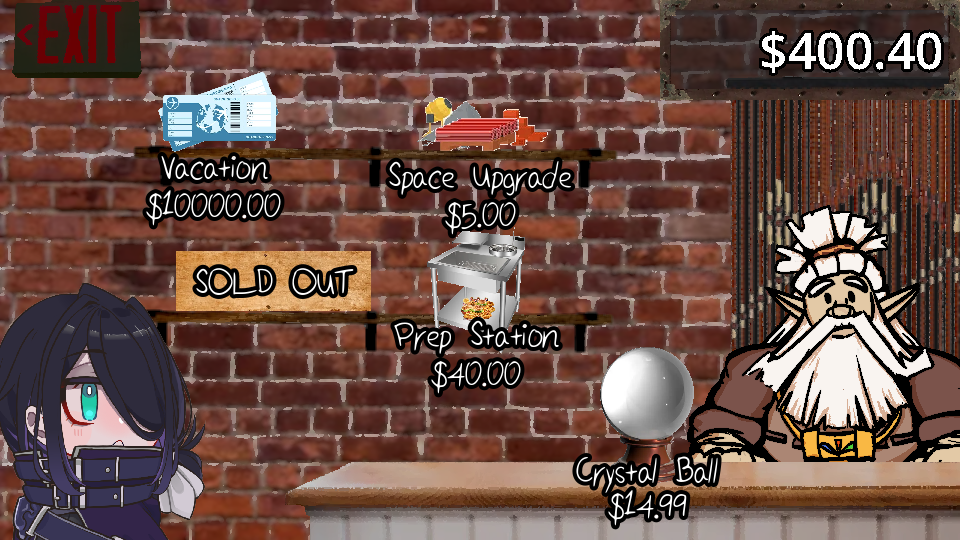 <EXIT
$400.40
Vacation
$10000.00
Space Upgrade
$5.00
SOLD OUT
Prep Station
$40.00
Crystal Ball
$14.99